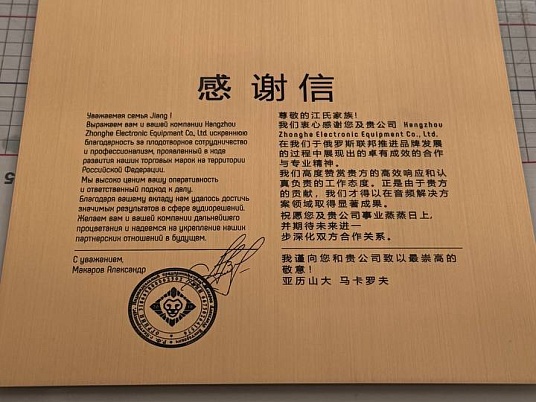 感谢信
Уважаемая семья Jiang !
Выражаем вам и вашей компании Hangzhou
Zhonghe Electronic Equipment Co., Ltd. искреннюю
благодарность за плодотворное сотрудничество
и профессионализм, проявленный в ходе
развития наших торговых марок на территории
Российской Федерации.
Мы высоко ценим вашу оперативность
и ответственный подход к делу.
Благодаря вашему вкладу нам удалось достичь
значимых результатов в сфере аудиорешений.
Желаем вам и вашей компании дальнейшего
процветания и надеемся на укрепление наших
партнерских отношений в будущем.
С уважением,
Макаров Александр
尊敬的江氏家族！
我们衷心感谢您及贵公司 Hangzhou
Zhonghe Electronic Equipment Co., Ltd.
在我们于俄罗斯联邦推进品牌发展
的过程中展现出的卓有成效的合作
与专业精神。
我们高度赞赏贵方的高效响应和认
真负责的工作态度。正是由于贵方
的贡献，我们才得以在音频解决方
案领域取得显著成果。
祝愿您及贵公司事业蒸蒸日上，
并期待未来进一
步深化双方合作关系。
我谨向您和贵公司致以最崇高的
敬意！
亚历山大 马卡罗夫
5